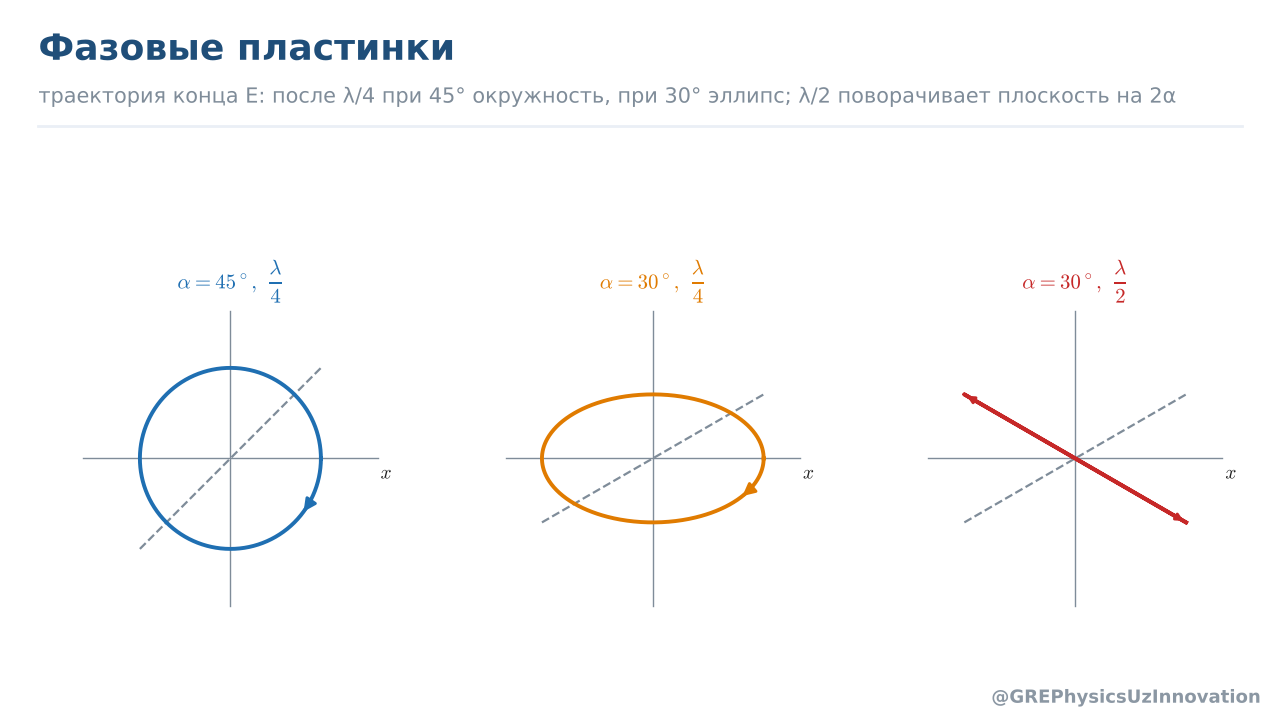 Фазовые пластинки
траектория конца E: после λ/4 при 45° окружность, при 30° эллипс; λ/2 поворачивает плоскость на 2α
α = 45°, λ/4
α = 30°, λ/4
α = 30°, λ/2
x
x
x
@GREPhysicsUzInnovation